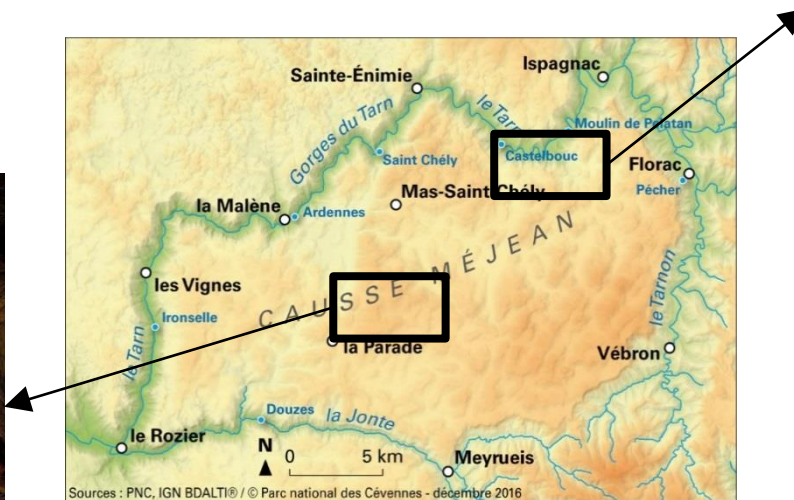 Ispagnac
Sainte-Énimie
le Tarn
Gorges du Tarn
Moulin de Pelatan
Castelbouc
Saint Chély
Florac
Pécher
Mas-Saint-Chély
la Malène
Ardennes
CAUSSE MÉJEAN
les Vignes
Ironselle
le Tarnon
la Parade
Vébron
le Tarn
Douzes
la Jonte
le Rozier
N
0 5 km
Meyrueis
Sources : PNC, IGN BDALTI® / © Parc national des Cévennes - décembre 2016